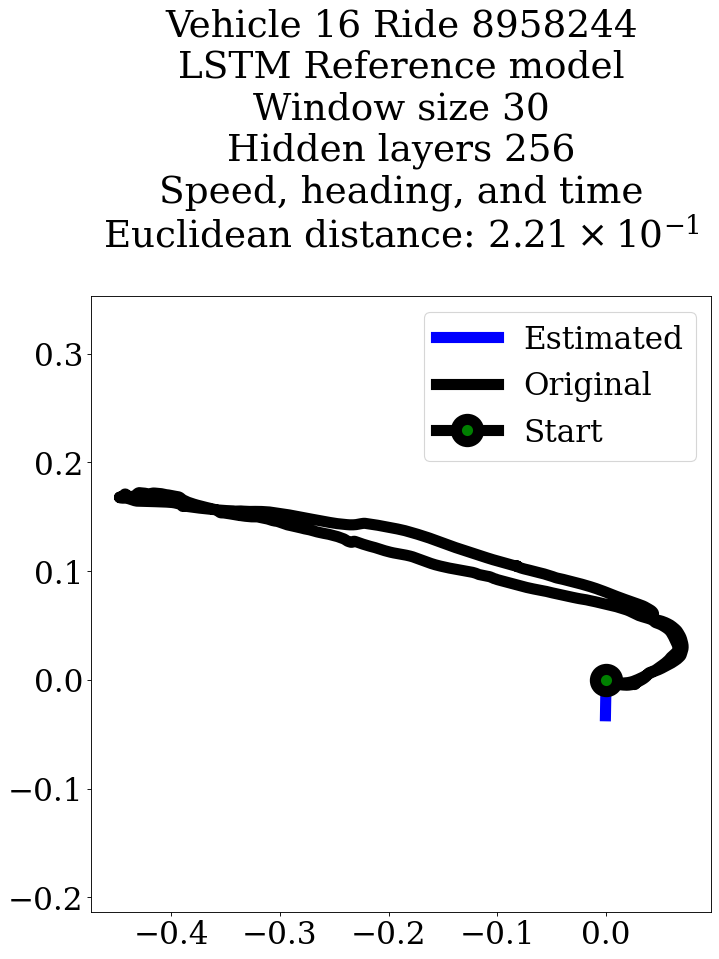 Vehicle 16 Ride 8958244
LSTM Reference model
Window size 30
Hidden layers 256
Speed, heading, and time
Euclidean distance: 2.21 × 10⁻¹
Estimated
Original
Start
0.3
0.2
0.1
0.0
−0.1
−0.2
−0.4 −0.3 −0.2 −0.1 0.0